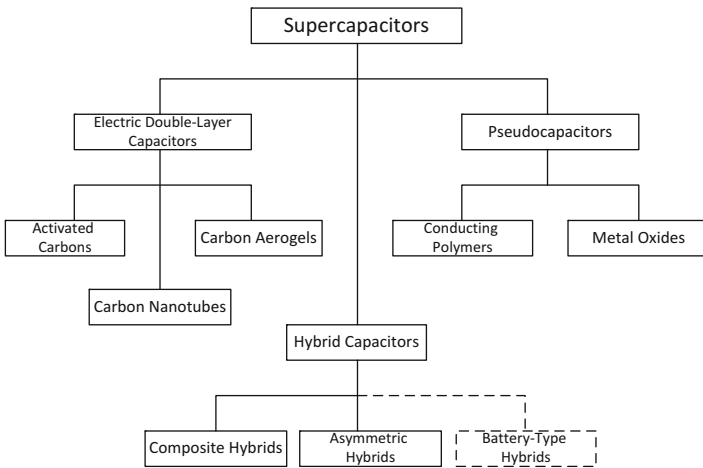 Supercapacitors
Electric Double-Layer
Capacitors
Pseudocapacitors
Activated
Carbons
Carbon Aerogels
Conducting
Polymers
Metal Oxides
Carbon Nanotubes
Hybrid Capacitors
Composite Hybrids
Asymmetric
Hybrids
Battery-Type
Hybrids